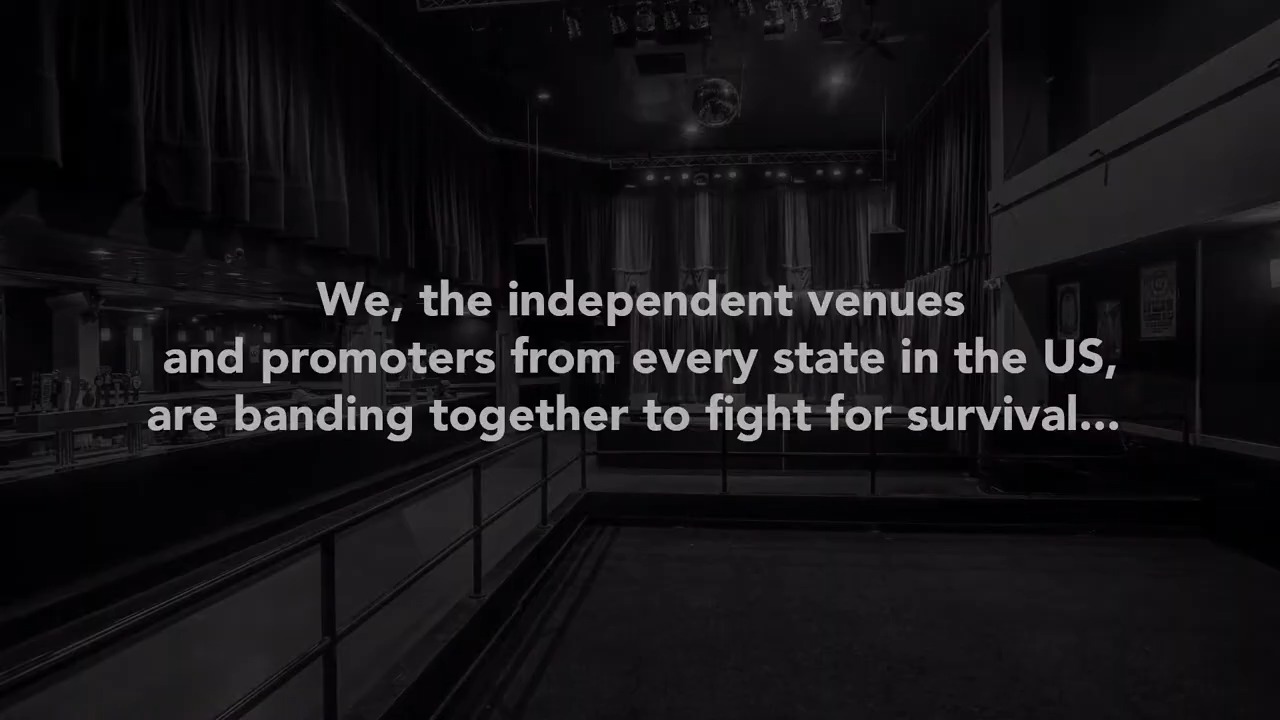 We, the independent venues
and promoters from every state in the US,
are banding together to fight for survival...